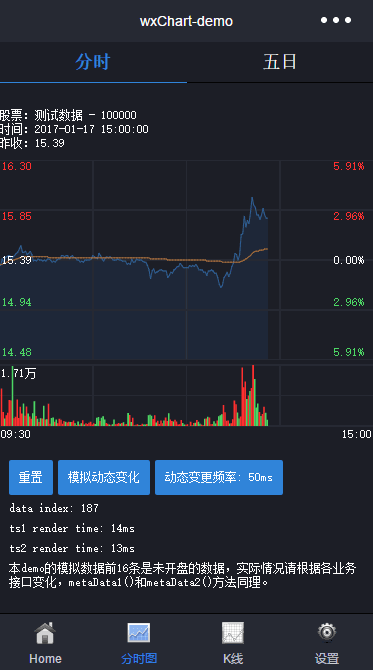 wxChart-demo
分时 五日
股票: 测试数据 - 100000
时间: 2017-01-17 15:00:00
昨收: 15.39
16.30 5.91%
15.85 2.96%
15.39 0.00%
14.94 2.96%
14.48 5.91%
1.71万
09:30 15:00
重置 模拟动态变化 动态变更频率: 50ms
data index: 187
ts1 render time: 14ms
ts2 render time: 13ms
本demo的模拟数据前16条是未开盘的数据，实际情况请根据各业务
接口变化，metaData1()和metaData2()方法同理。
Home 分时图 K线 设置